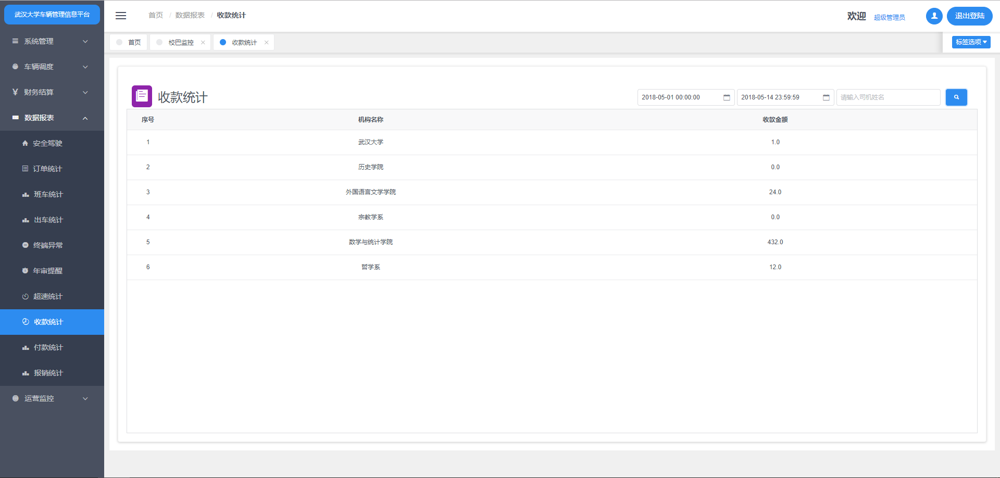 武汉大学车辆管理信息平台
首页 / 数据报表 / 收款统计
欢迎 超级管理员
退出登陆
系统管理
车辆调度
财务结算
数据报表
安全驾驶
订单统计
班车统计
出车统计
终端异常
年审提醒
超速统计
收款统计
付款统计
报销统计
运营监控
首页
校巴监控
收款统计
标签选项
收款统计
2018-05-01 00:00:00
2018-05-14 23:59:59
请输入司机姓名
序号 机构名称 收款金额
1 武汉大学 1.0
2 历史学院 0.0
3 外国语言文学学院 24.0
4 宗教学系 0.0
5 数学与统计学院 432.0
6 哲学系 12.0